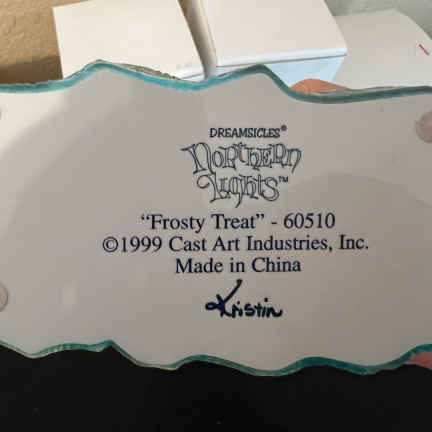 DREAMSICLES®
Northern
Lights™
“Frosty Treat” - 60510
©1999 Cast Art Industries, Inc.
Made in China
Kristin